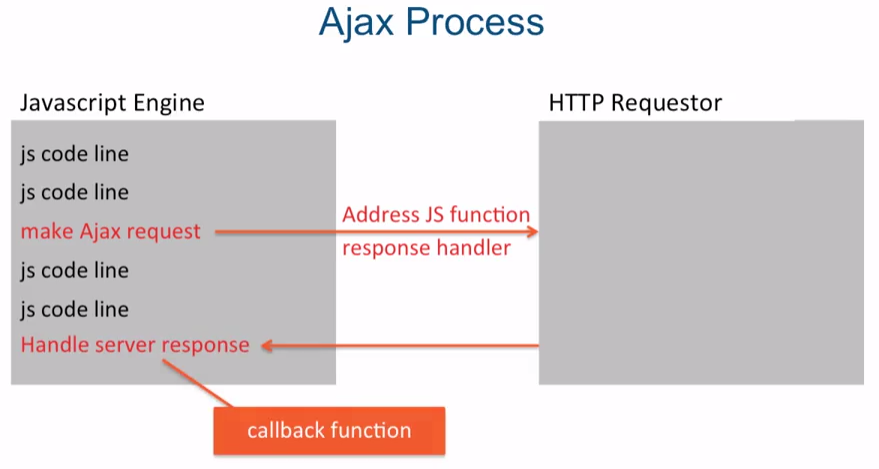 Ajax Process
Javascript Engine
HTTP Requestor
js code line
js code line
make Ajax request
Address JS function
response handler
js code line
js code line
Handle server response
callback function